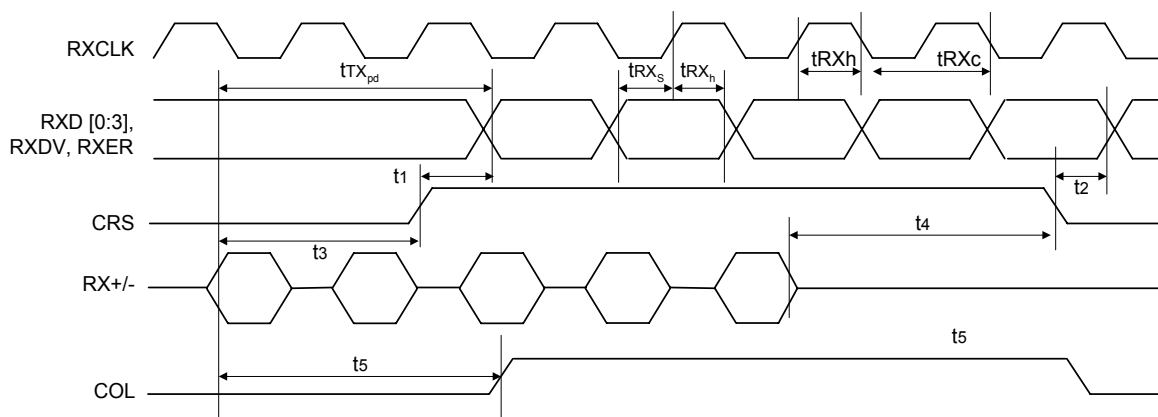 RXCLK
tTXpd
tRXS
tRXh
tRXh
tRXc
RXD [0:3],
RXDV, RXER
t1
t2
CRS
t3
t4
RX+/-
t5
t5
COL